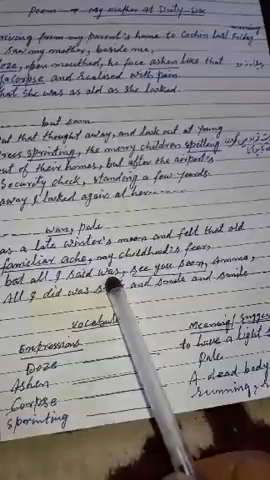 Poem → My mother At Sixty-Six
Driving from my parent's home to Cochin last Friday
saw my mother, beside me,
Doze, open mouthed, he face ashen like that
of a Corpse and realised with pain
that she was as old as she looked.
but soon
put that thought away, and look out at young
trees sprinting, the merry children spilling
out of their homes, but after the airport's
Security check, standing a few yards
away I looked again at her
wan, pale
as a late winter's moon and felt that old
familier ache, my childhood's fear,
but all I said was, see you soon, Amma,
All I did was and smile and smile
Vocabul
Expressions Meaning/
Doze to have a light
Ashen Pale
Corpse A dead body
Sprinting running,